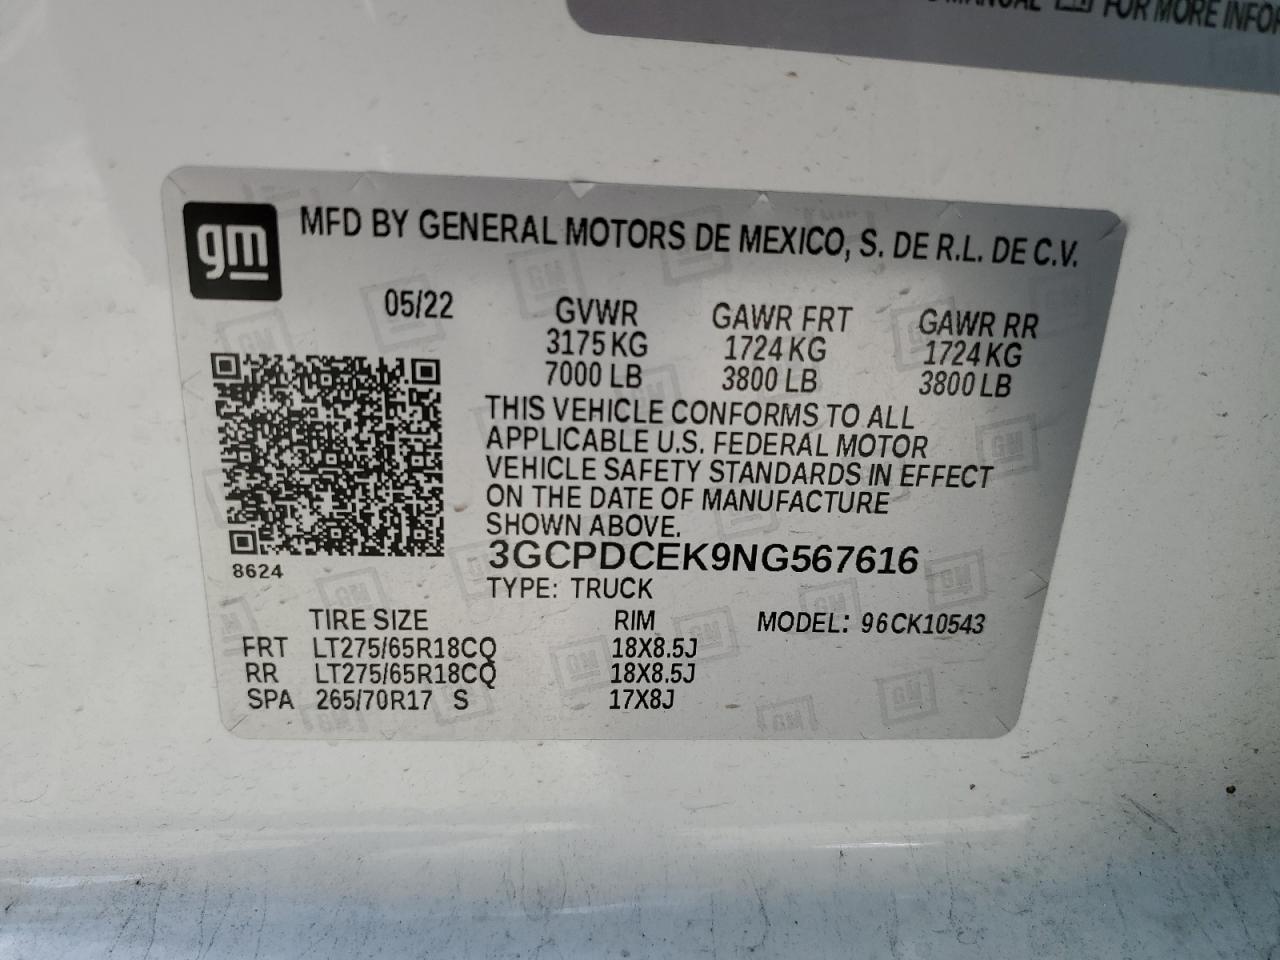 MANUAL FOR MORE INFOR
gm MFD BY GENERAL MOTORS DE MEXICO, S. DE R.L. DE C.V.
05/22 GVWR GAWR FRT GAWR RR
3175 KG 1724 KG 1724 KG
7000 LB 3800 LB 3800 LB
THIS VEHICLE CONFORMS TO ALL
APPLICABLE U.S. FEDERAL MOTOR
VEHICLE SAFETY STANDARDS IN EFFECT
ON THE DATE OF MANUFACTURE
SHOWN ABOVE.
3GCPDCEK9NG567616
8624
TYPE: TRUCK
TIRE SIZE RIM MODEL: 96CK10543
FRT LT275/65R18CQ 18X8.5J
RR LT275/65R18CQ 18X8.5J
SPA 265/70R17 S 17X8J